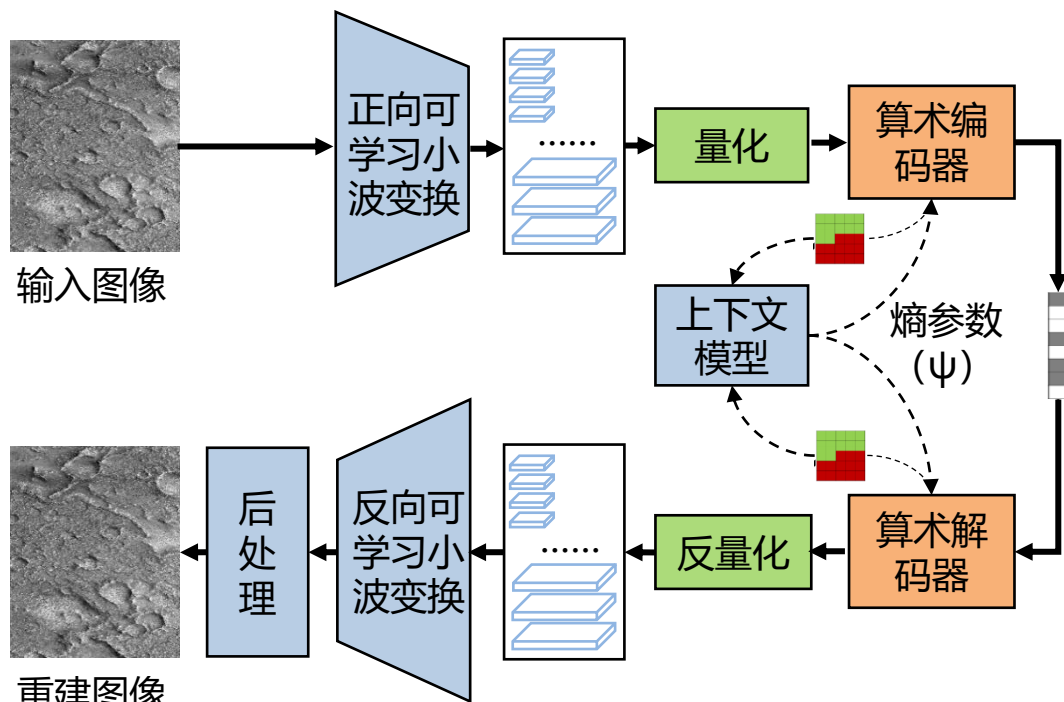 正向可
学习小
波变换
······
量化
算术编
码器
输入图像
上下文
模型
熵参数
(ψ)
后
处
理
反向可
学习小
波变换
······
反量化
算术解
码器
重建图像